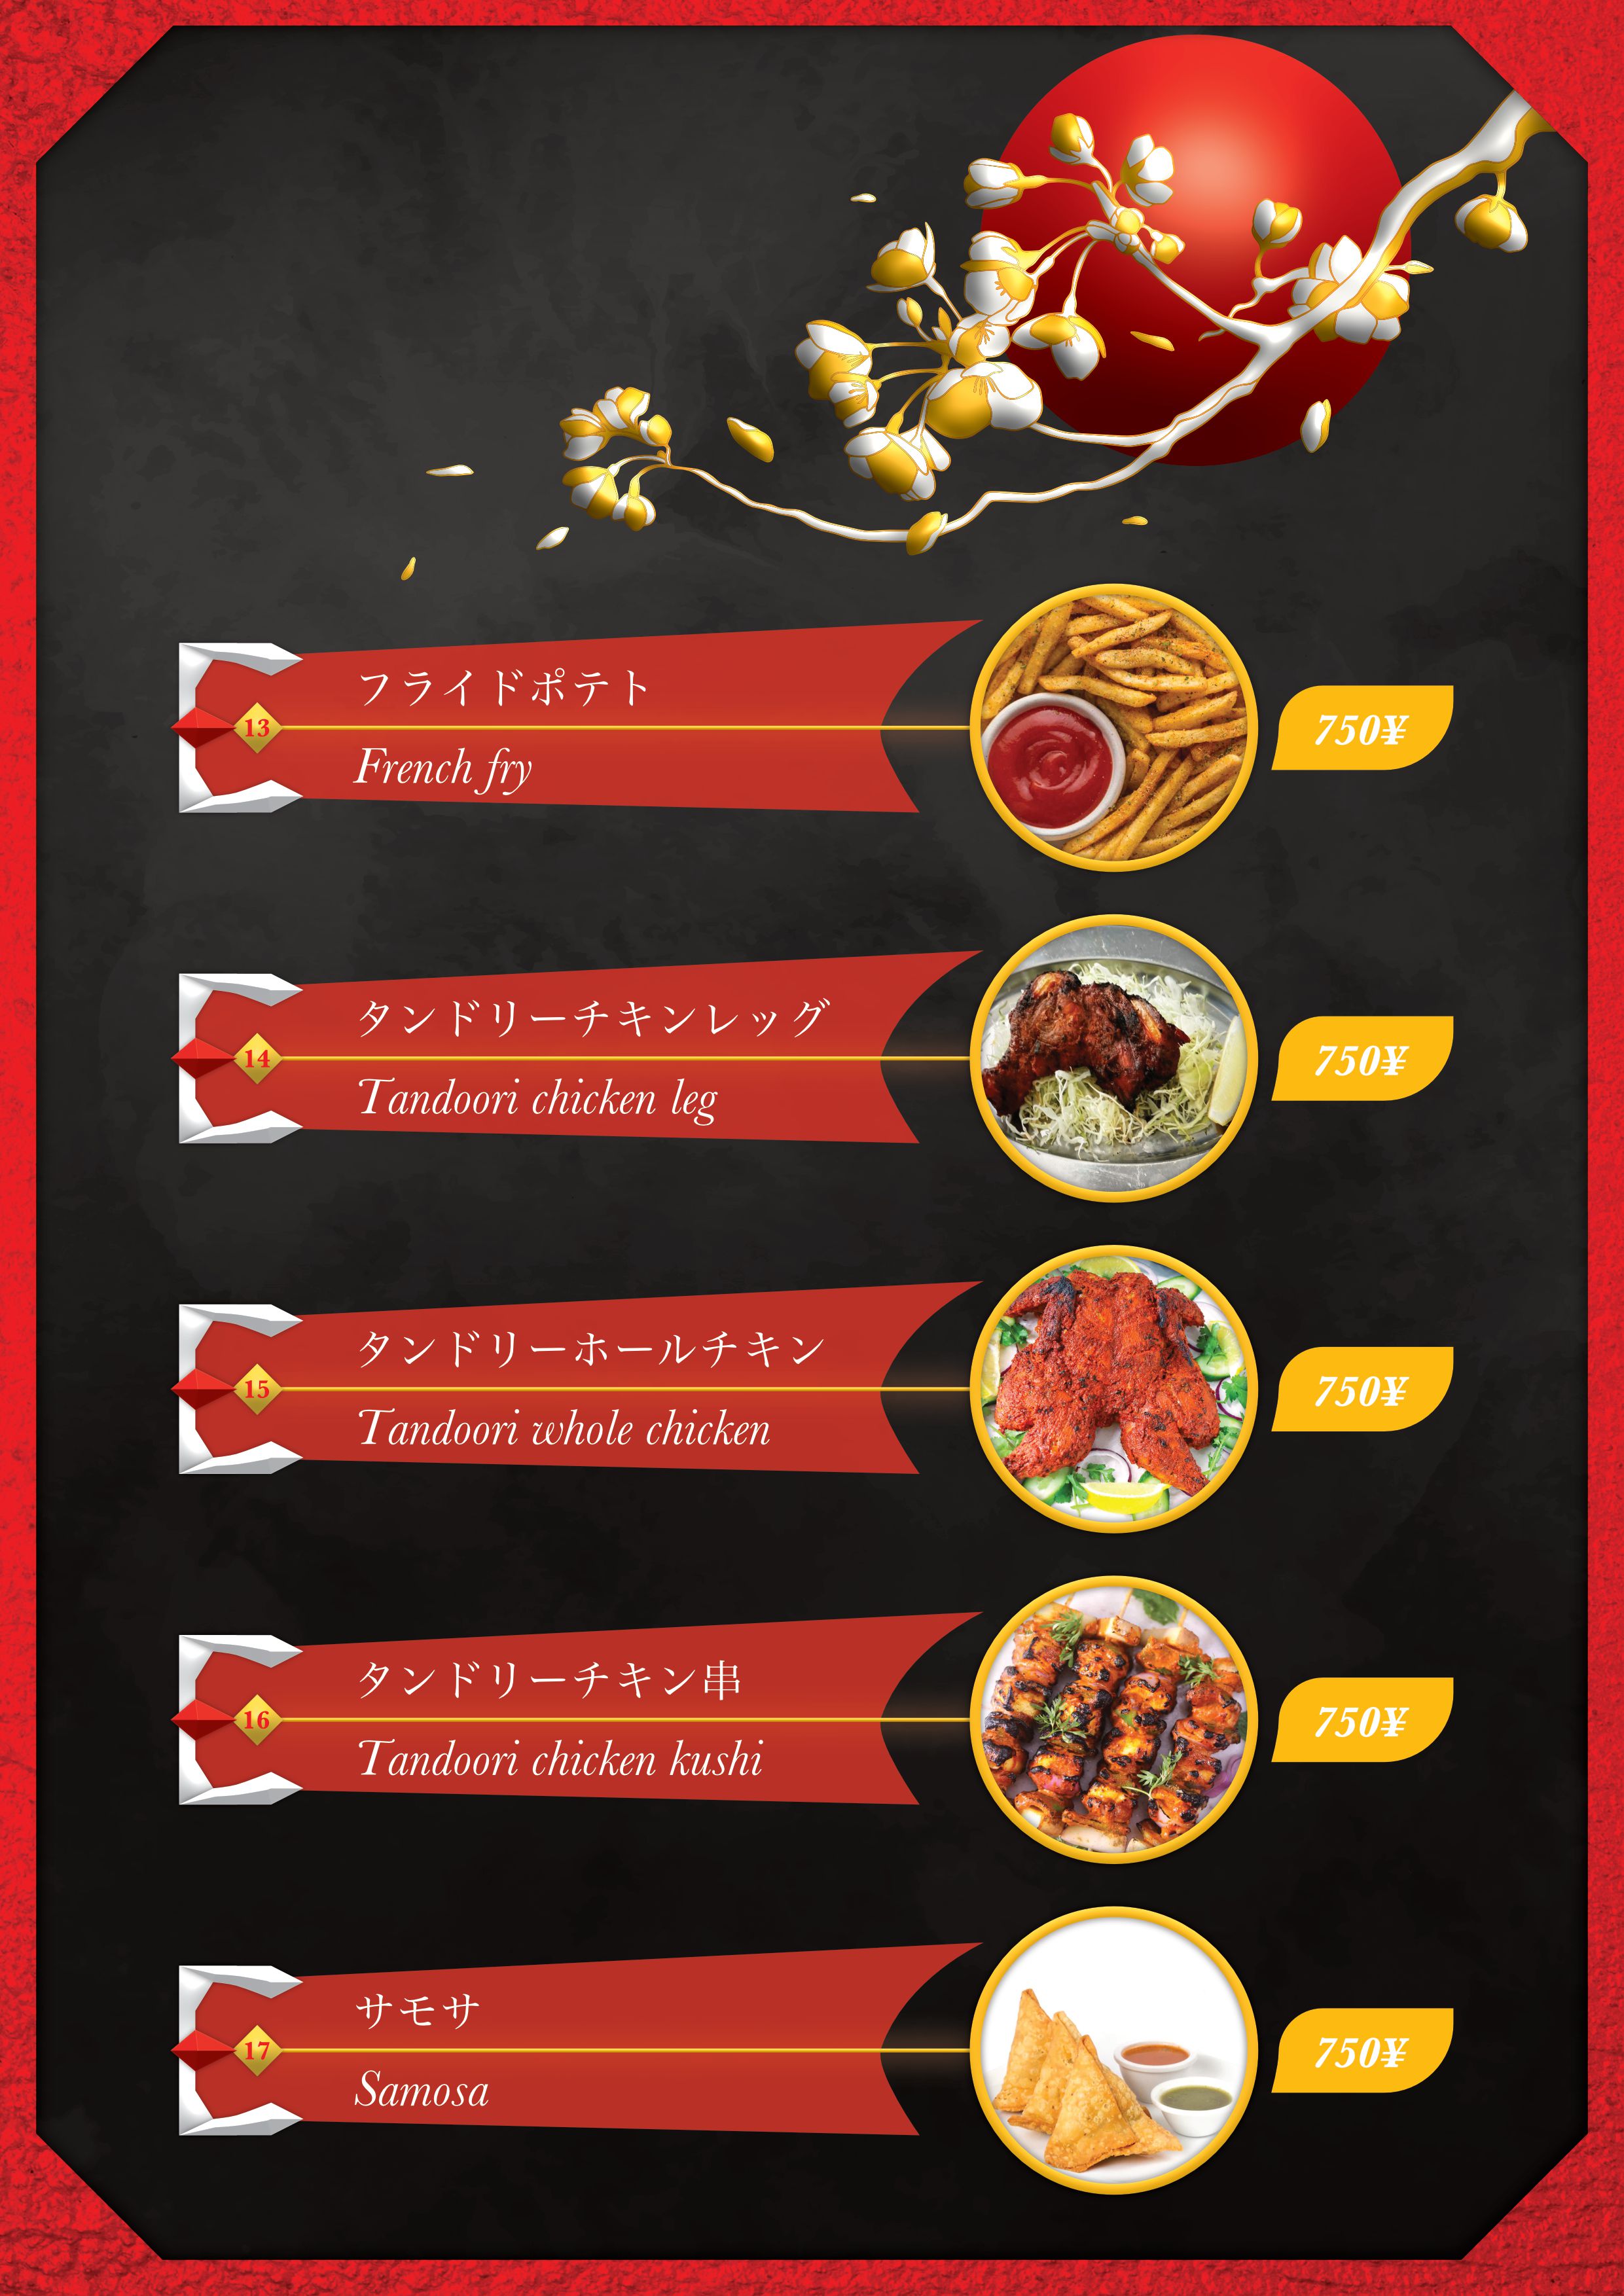 フライドポテト
13
French fry
750¥
タンドリーチキンレッグ
14
Tandoori chicken leg
750¥
タンドリーホールチキン
15
Tandoori whole chicken
750¥
タンドリーチキン串
16
Tandoori chicken kushi
750¥
サモサ
17
Samosa
750¥